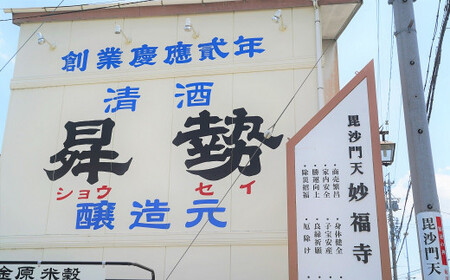 創業慶應貳年
清酒
昇勢
ショウ セイ
醸造元
金原米穀
毘沙門天 妙福寺
商売繁昌
家内安全
勝運向上
除災招福
身体健全
子宝安産
良縁祈願
厄除け
毘沙門天